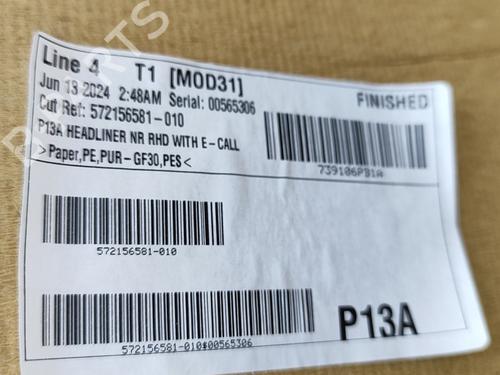 Line 4 T1 [MOD31]
Jun 13 2024 2:48AM Serial: 00565306
FINISHED
Cut Ref: 572156581-010
P13A HEADLINER NR RHD WITH E-CALL
>Paper,PE,PUR-GF30,PES<
739106PB1A
572156581-010
P13A
572156581-010$00565306